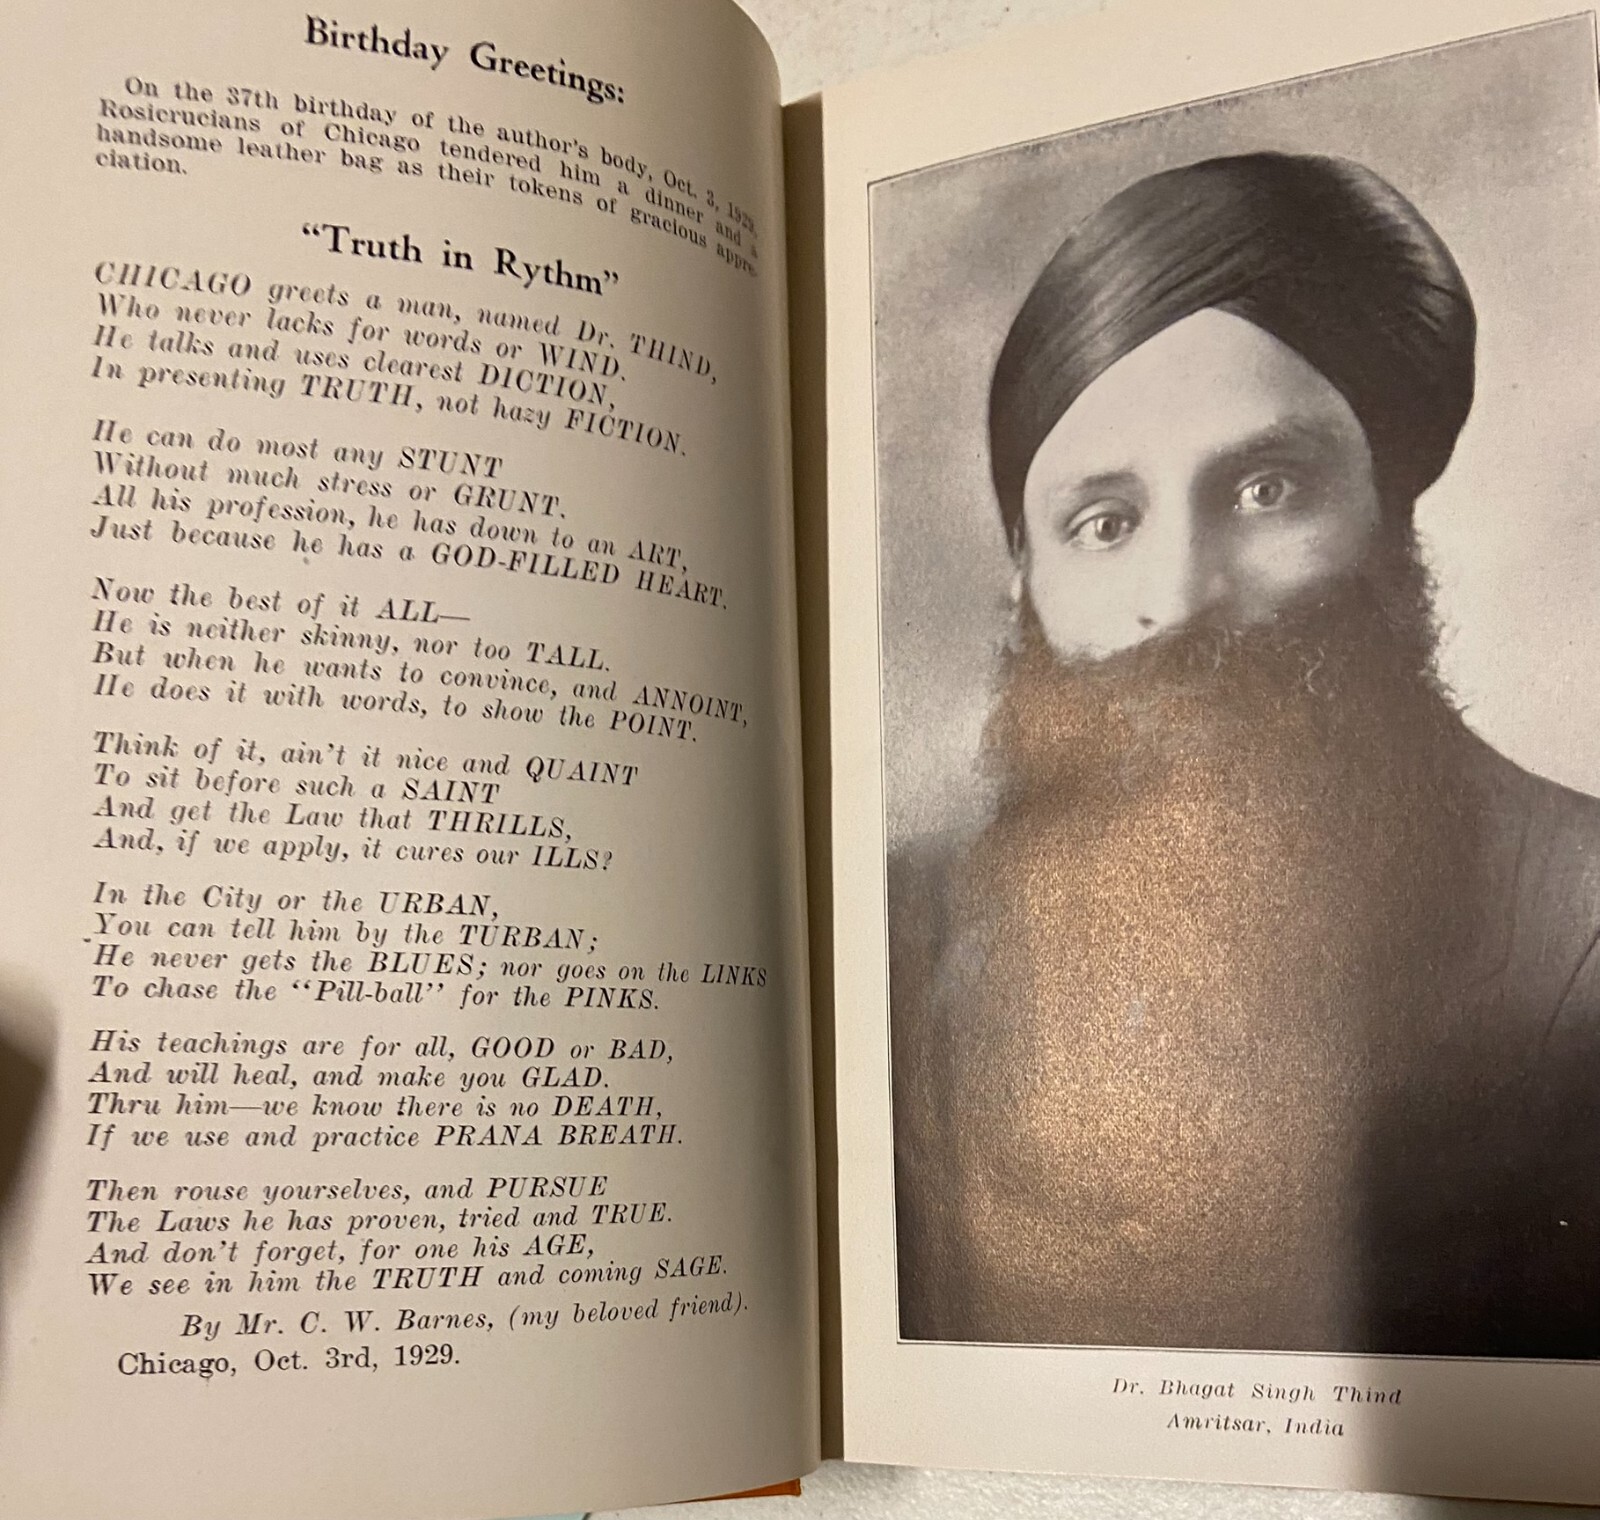 Birthday Greetings:
On the 37th birthday of the author's body, Oct. 3, 1929,
Rosicrucians of Chicago tendered him a dinner and a
handsome leather bag as their tokens of gracious appre-
ciation.
“Truth in Rythm”
CHICAGO greets a man, named Dr. THIND,
Who never lacks for words or WIND.
He talks and uses clearest DICTION,
In presenting TRUTH, not hazy FICTION.
He can do most any STUNT
Without much stress or GRUNT.
All his profession, he has down to an ART,
Just because he has a GOD-FILLED HEART.
Now the best of it ALL—
He is neither skinny, nor too TALL.
But when he wants to convince, and ANNOINT,
He does it with words, to show the POINT.
Think of it, ain't it nice and QUAINT
To sit before such a SAINT
And get the Law that THRILLS,
And, if we apply, it cures our ILLS?
In the City or the URBAN,
You can tell him by the TURBAN;
He never gets the BLUES; nor goes on the LINKS
To chase the “Pill-ball” for the PINKS.
His teachings are for all, GOOD or BAD,
And will heal, and make you GLAD.
Thru him—we know there is no DEATH,
If we use and practice PRANA BREATH.
Then rouse yourselves, and PURSUE
The Laws he has proven, tried and TRUE.
And don't forget, for one his AGE,
We see in him the TRUTH and coming SAGE.
By Mr. C. W. Barnes, (my beloved friend).
Chicago, Oct. 3rd, 1929.
Dr. Bhagat Singh Thind
Amritsar, India